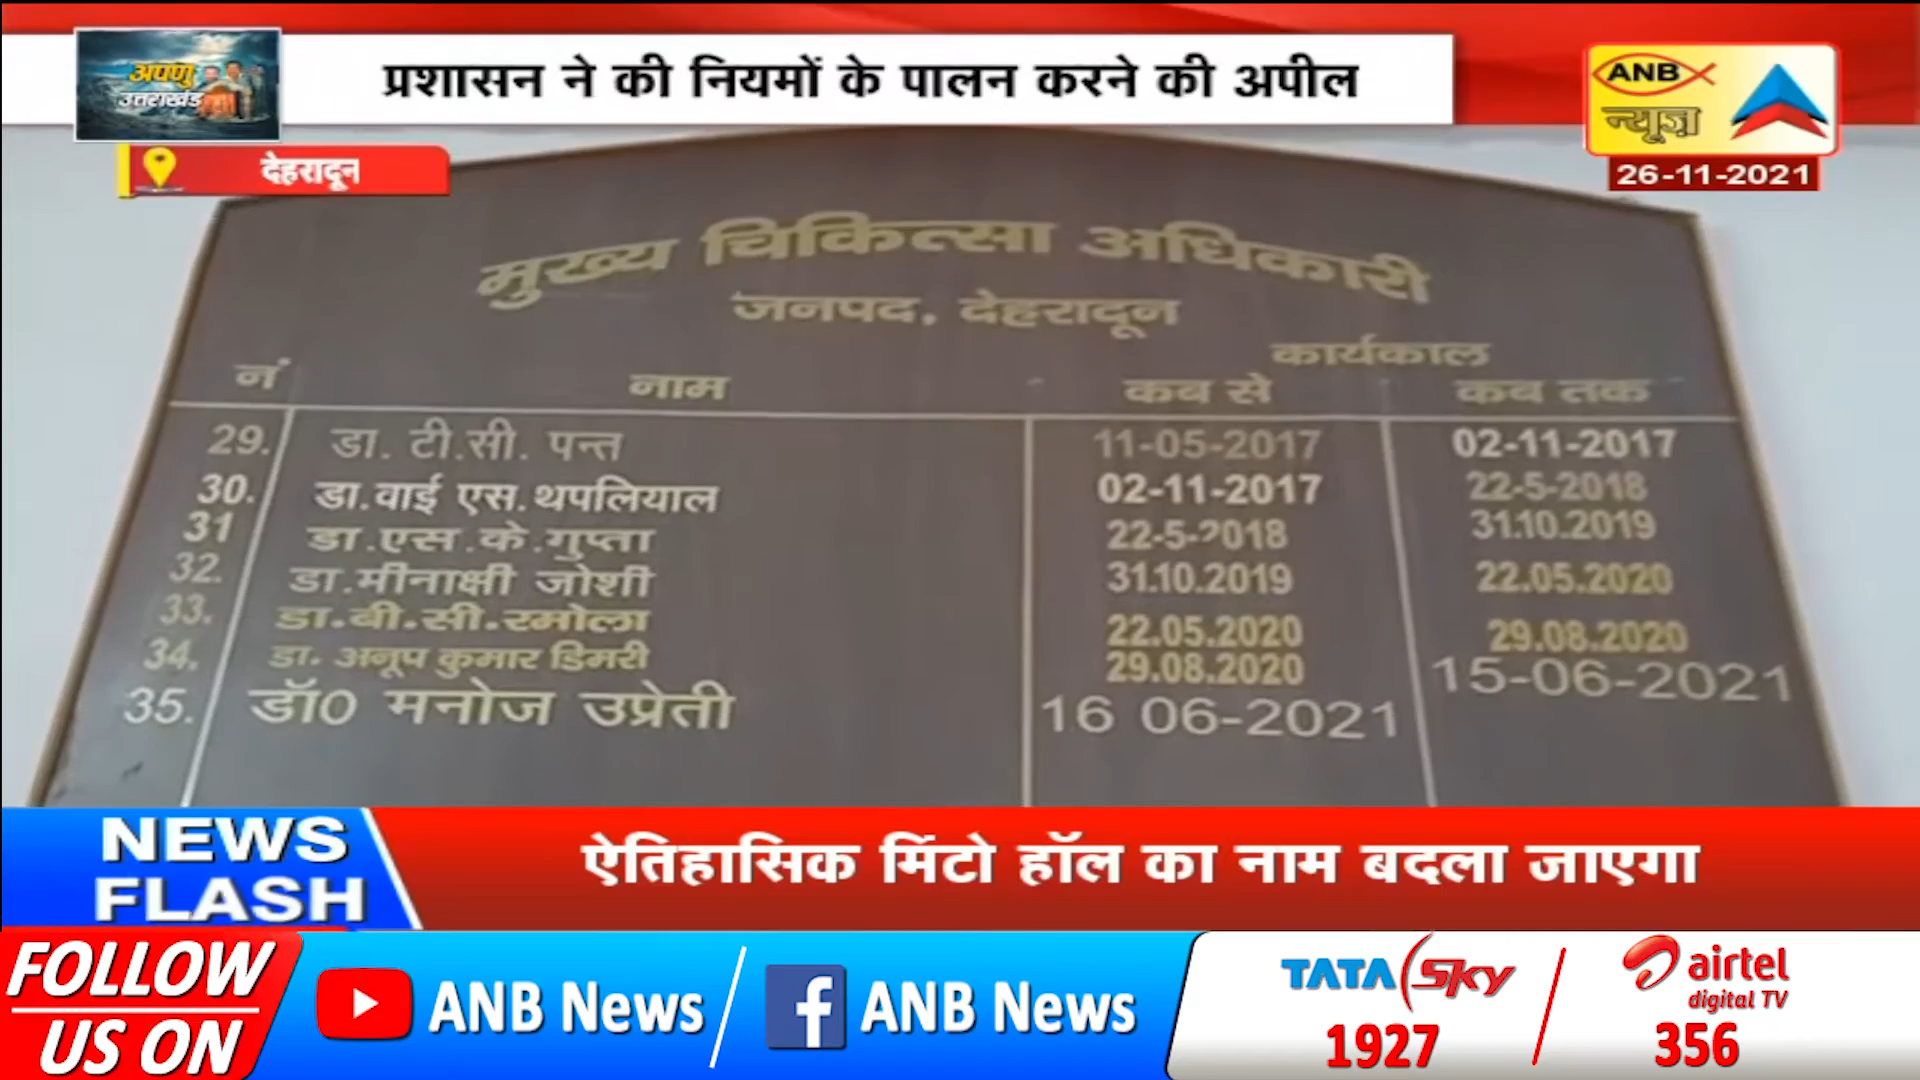 प्रशासन ने की नियमों के पालन करने की अपील
अपणु
उत्तराखंड
ANB
न्यूज़
26-11-2021
देहरादून
मुख्य चिकित्सा अधिकारी
जनपद, देहरादून
कार्यकाल
नं नाम कब से कब तक
29. डा. टी.सी. पन्त 11-05-2017 02-11-2017
30. डा.वाई एस.थपलियाल 02-11-2017 22-5-2018
31 डा.एस.के.गुप्ता 22-5-2018 31.10.2019
32. डा.मीनाक्षी जोशी 31.10.2019 22.05.2020
33. डा.बी.सी.रमोला 22.05.2020 29.08.2020
34. डा. अनूप कुमार डिमरी 29.08.2020 15-06-2021
35. डॉ0 मनोज उप्रेती 16 06-2021
NEWS FLASH
ऐतिहासिक मिंटो हॉल का नाम बदला जाएगा
FOLLOW US ON
ANB News
ANB News
TATA Sky
1927
airtel
digital TV
356